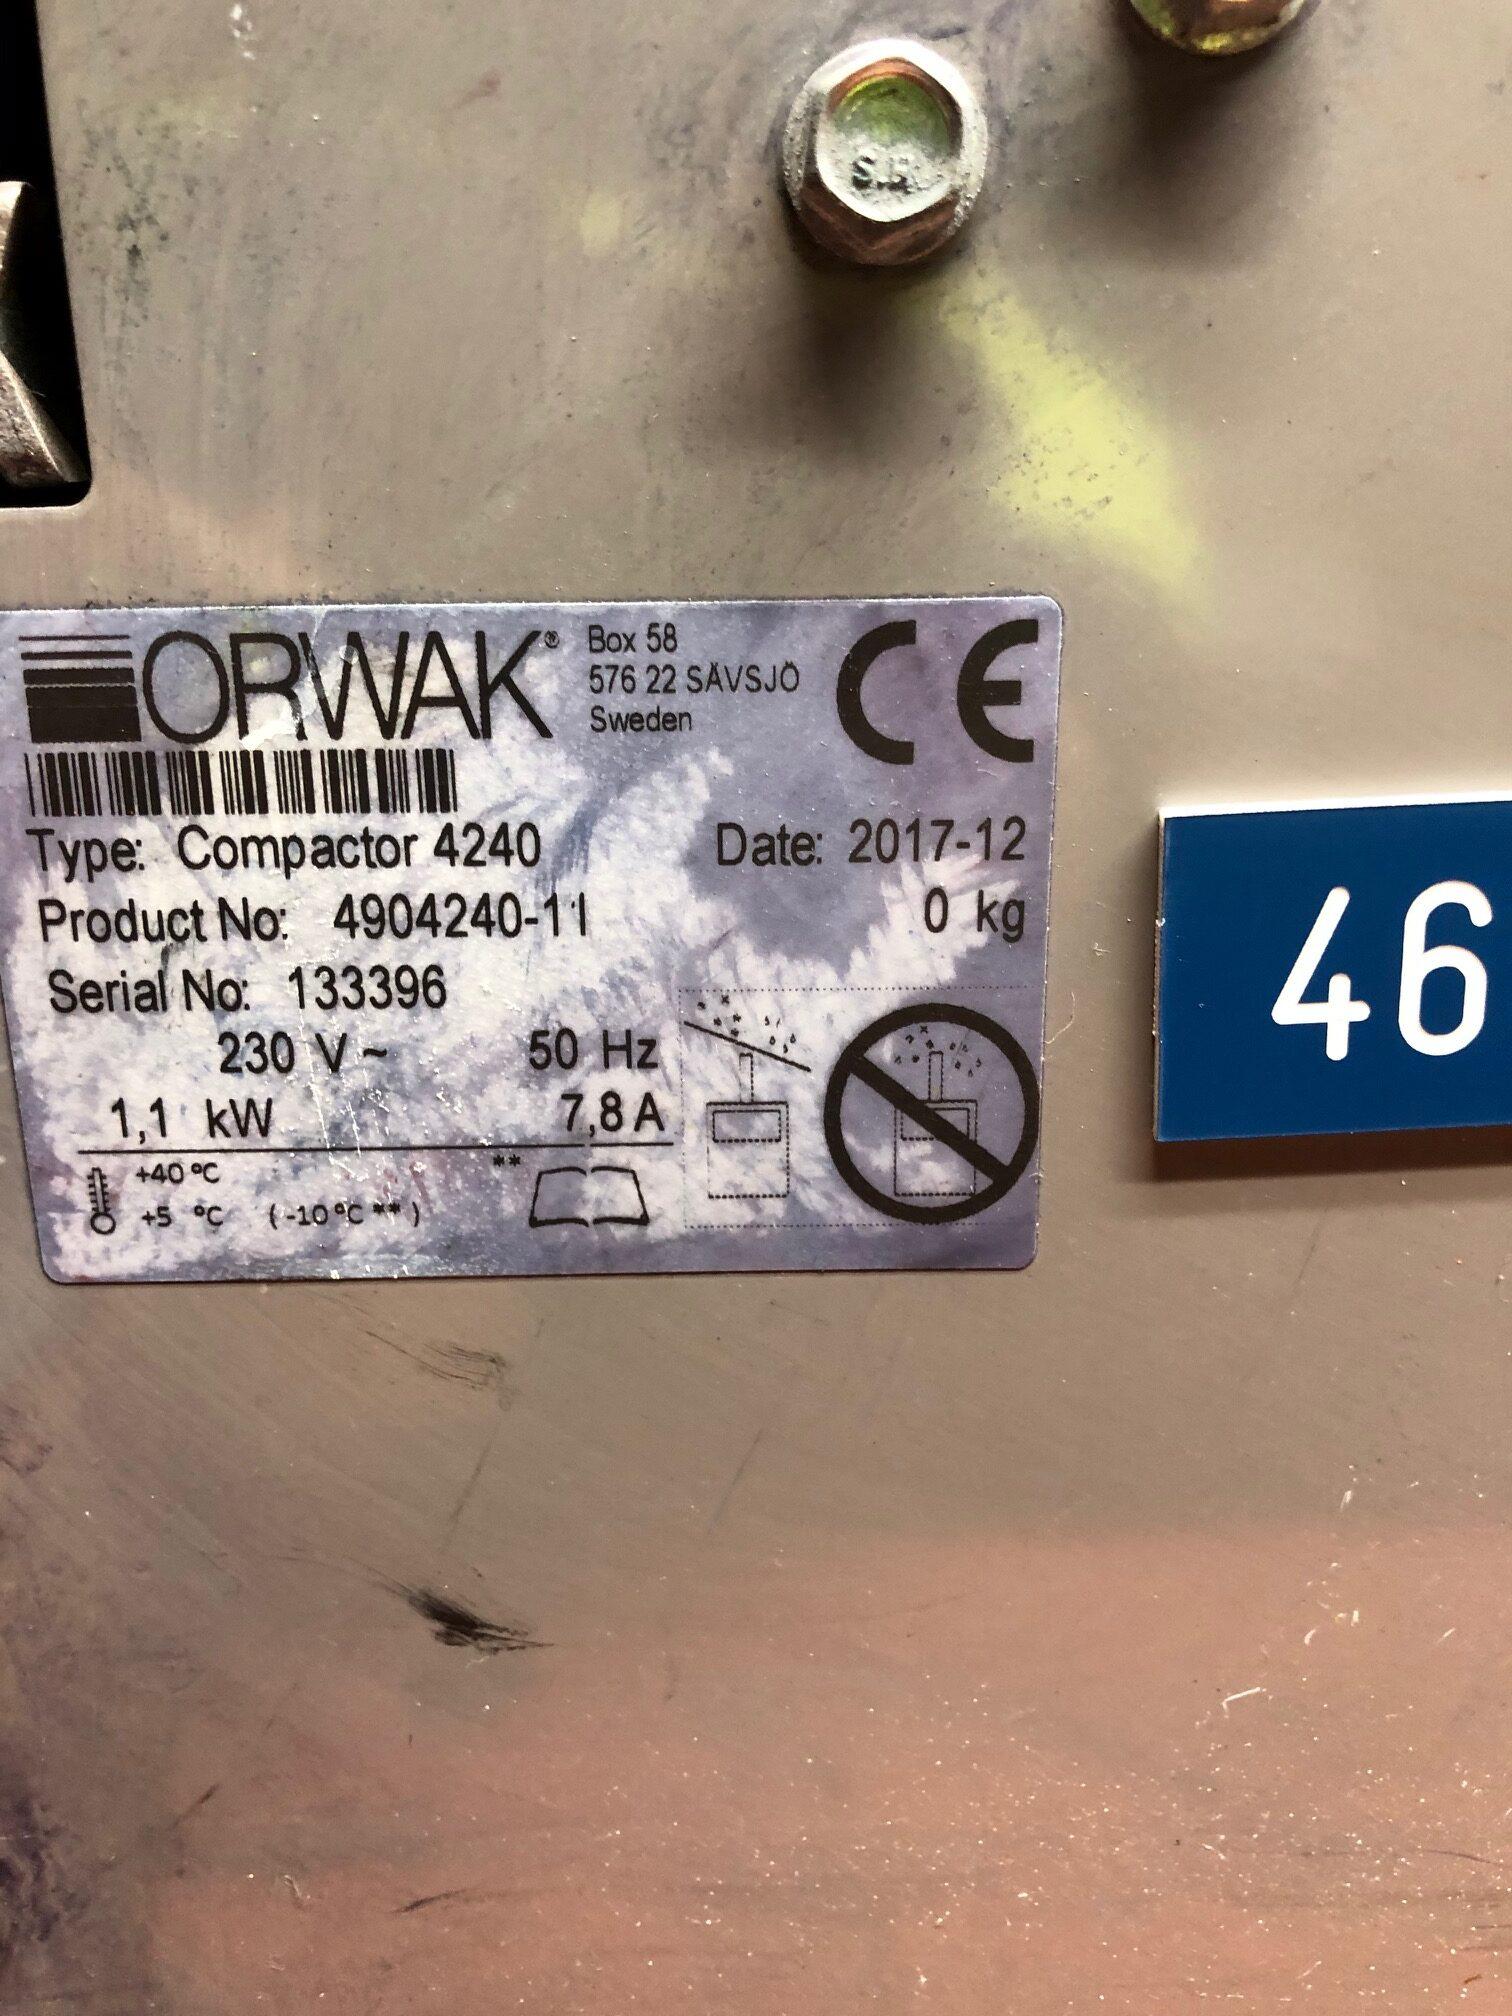 ORWAK®
Box 58
576 22 SÄVSJÖ
Sweden
CE
Type: Compactor 4240
Date: 2017-12
Product No: 4904240-11
0 kg
Serial No: 133396
230 V ~ 50 Hz
1,1 kW 7,8 A
+40 °C
**
+5 °C (-10 °C **)
46